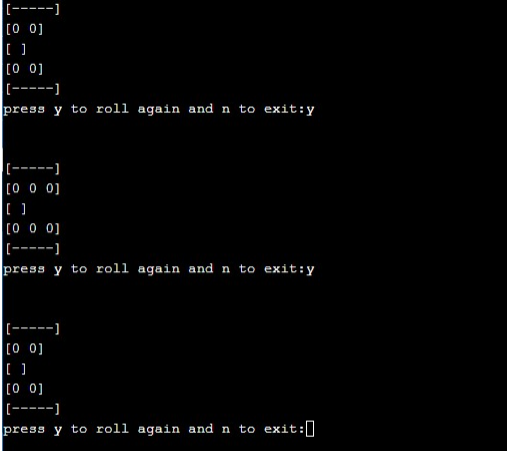 [-----]
[0 0]
[ ]
[0 0]
[-----]
press y to roll again and n to exit:y
[-----]
[0 0 0]
[ ]
[0 0 0]
[-----]
press y to roll again and n to exit:y
[-----]
[0 0]
[ ]
[0 0]
[-----]
press y to roll again and n to exit: